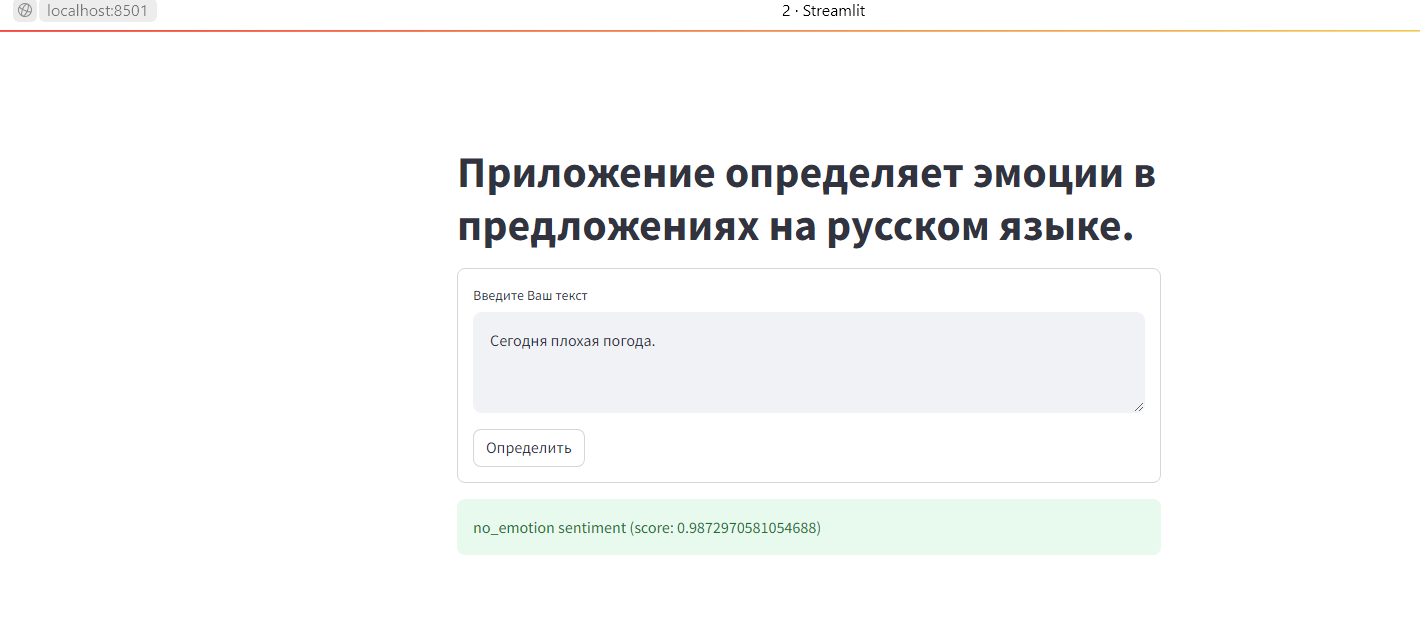 localhost:8501
2 · Streamlit
Приложение определяет эмоции в
предложениях на русском языке.
Введите Ваш текст
Сегодня плохая погода.
Определить
no_emotion sentiment (score: 0.9872970581054688)